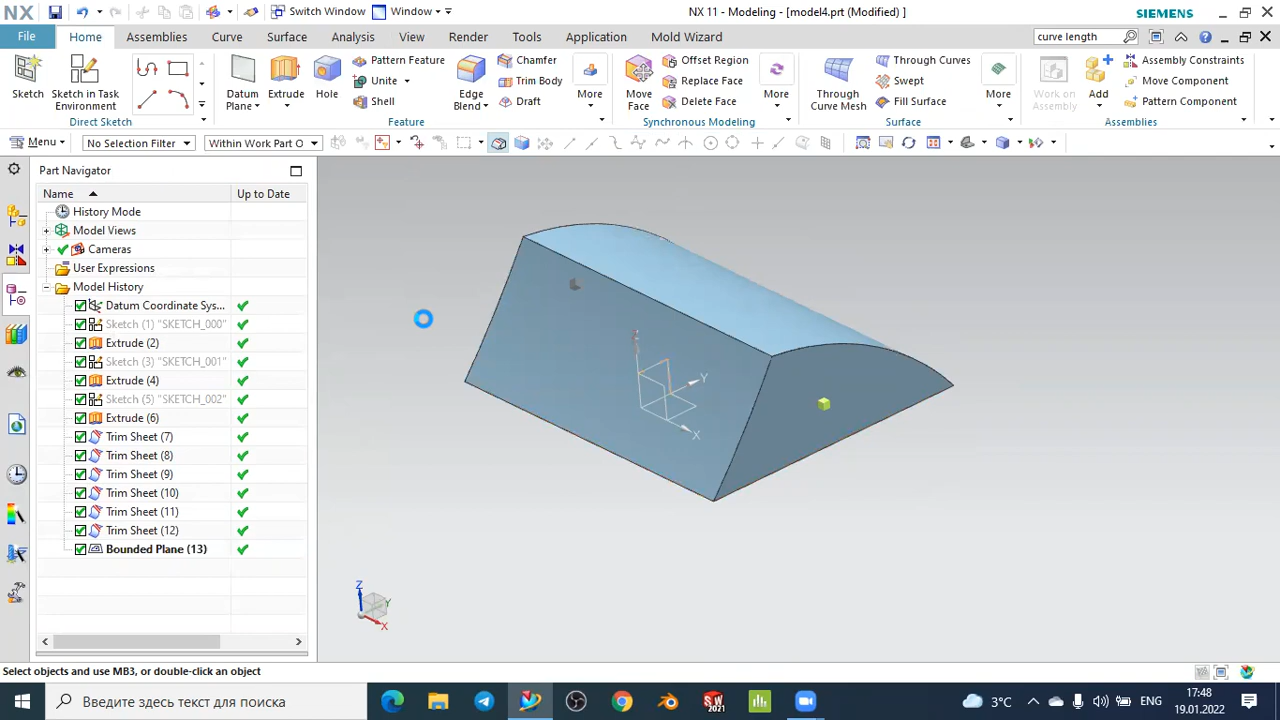 NX Switch Window Window NX 11 - Modeling - [model4.prt (Modified) ] SIEMENS
File Home Assemblies Curve Surface Analysis View Render Tools Application Mold Wizard curve length
Sketch Sketch in Task Environment Direct Sketch
Datum Plane Extrude Hole Pattern Feature Unite Shell Edge Blend Chamfer Trim Body Draft More Feature
Move Face Offset Region Replace Face Delete Face More Synchronous Modeling
Through Curve Mesh Through Curves Swept Fill Surface More Surface
Work on Assembly Add Assembly Constraints Move Component Pattern Component Assemblies
Menu No Selection Filter Within Work Part O
Part Navigator
Name Up to Date
History Mode
Model Views
Cameras
User Expressions
Model History
Datum Coordinate Sys...
Sketch (1) "SKETCH_000"
Extrude (2)
Sketch (3) "SKETCH_001"
Extrude (4)
Sketch (5) "SKETCH_002"
Extrude (6)
Trim Sheet (7)
Trim Sheet (8)
Trim Sheet (9)
Trim Sheet (10)
Trim Sheet (11)
Trim Sheet (12)
Bounded Plane (13)
Y
X
Z
Y
X
Select objects and use MB3, or double-click an object
Введите здесь текст для поиска
SW
2021
3°C
17:48
19.01.2022